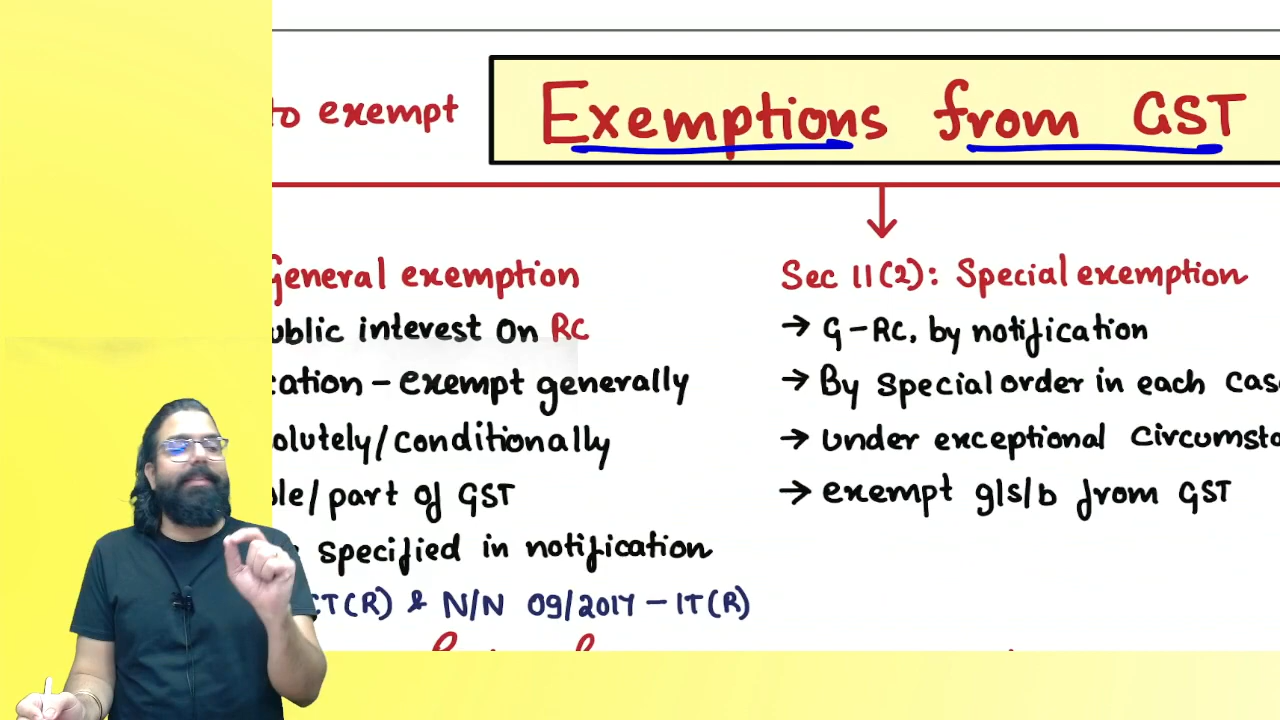 to exempt
Exemptions from GST
General exemption
ublic interest on RC
cation - exempt generally
olutely/conditionally
ole/part of GST
specified in notification
CT(R) & N/N 09/2017 - IT(R)
Sec 11(2): Special exemption
→ G-RC, by notification
→ By special order in each cas
→ under exceptional circumsta
→ exempt g/s/b from GST